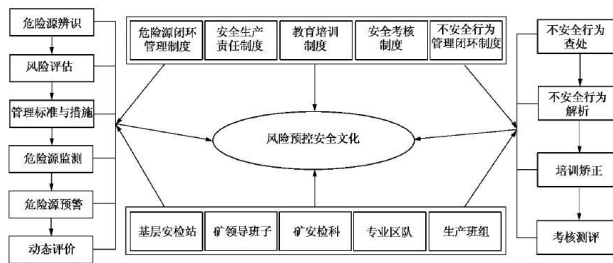 危险源辨识
风险评估
管理标准与措施
危险源监测
危险源预警
动态评价
危险源闭环
管理制度
安全生产
责任制度
教育培训
制度
安全考核
制度
不安全行为
管理闭环制度
风险预控安全文化
基层安检站
矿领导班子
矿安检科
专业区队
生产班组
不安全行为
查处
不安全行为
解析
培训矫正
考核测评